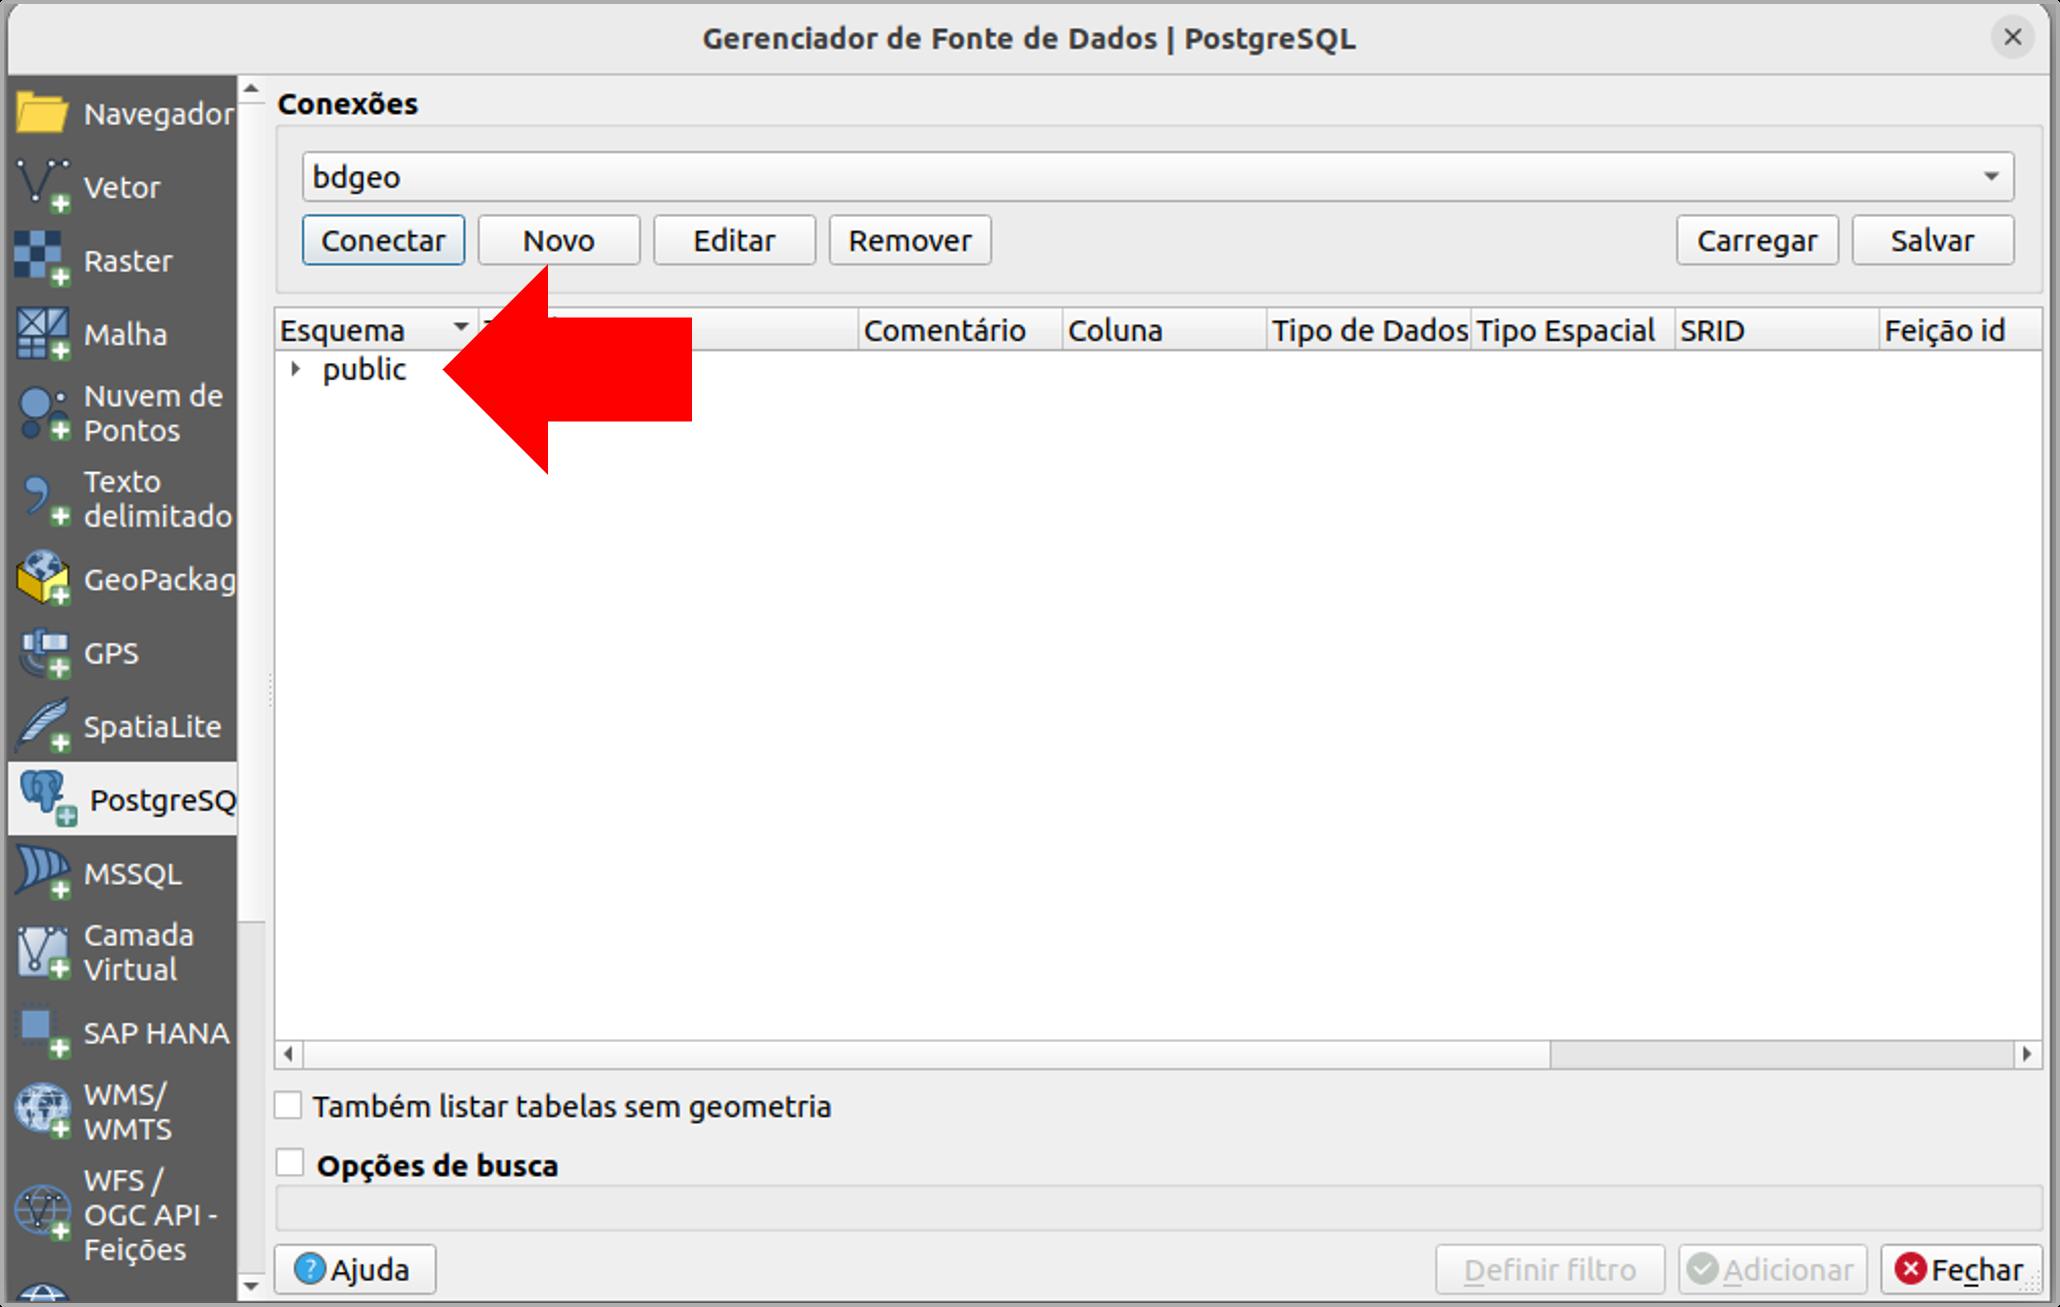 Gerenciador de Fonte de Dados | PostgreSQL
Navegador
Vetor
Raster
Malha
Nuvem de
Pontos
Texto
delimitado
GeoPackag
GPS
SpatiaLite
PostgreSQ
MSSQL
Camada
Virtual
SAP HANA
WMS/
WMTS
WFS /
OGC API -
Feições
Conexões
bdgeo
Conectar Novo Editar Remover Carregar Salvar
Esquema Comentário Coluna Tipo de Dados Tipo Espacial SRID Feição id
public
Também listar tabelas sem geometria
Opções de busca
Ajuda Definir filtro Adicionar Fechar